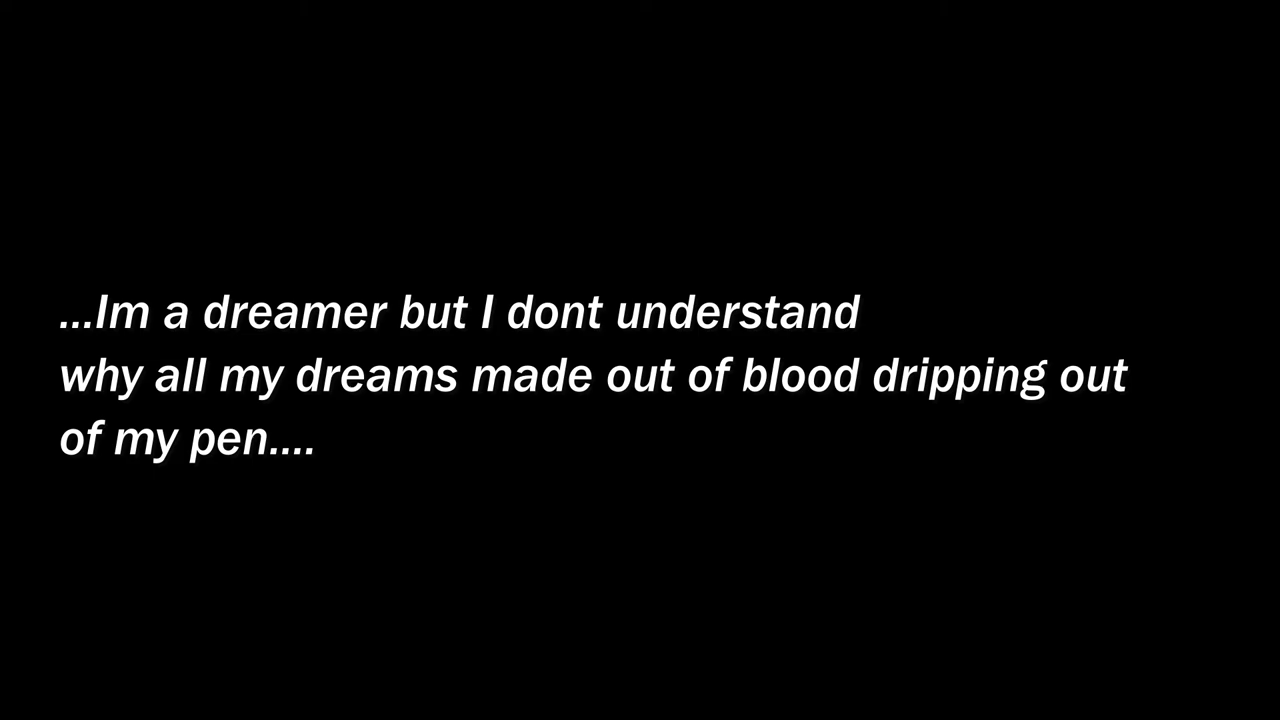 ...Im a dreamer but I dont understand
why all my dreams made out of blood dripping out
of my pen....